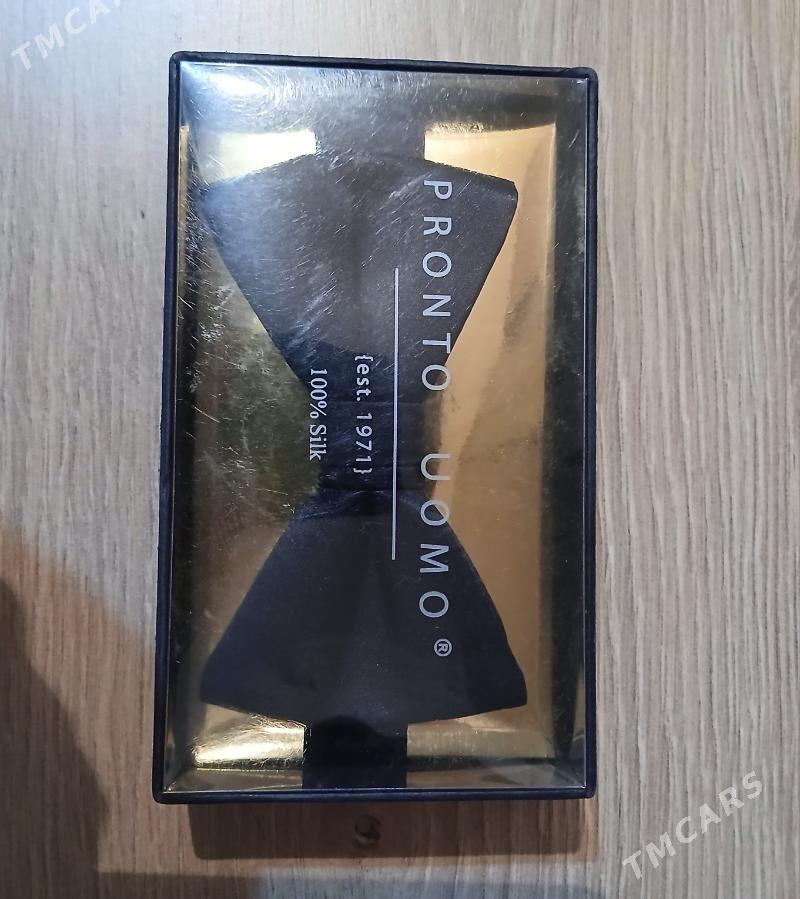 TMCARS
PRONTO UOMO®
{est. 1971}
100% Silk
TMCARS